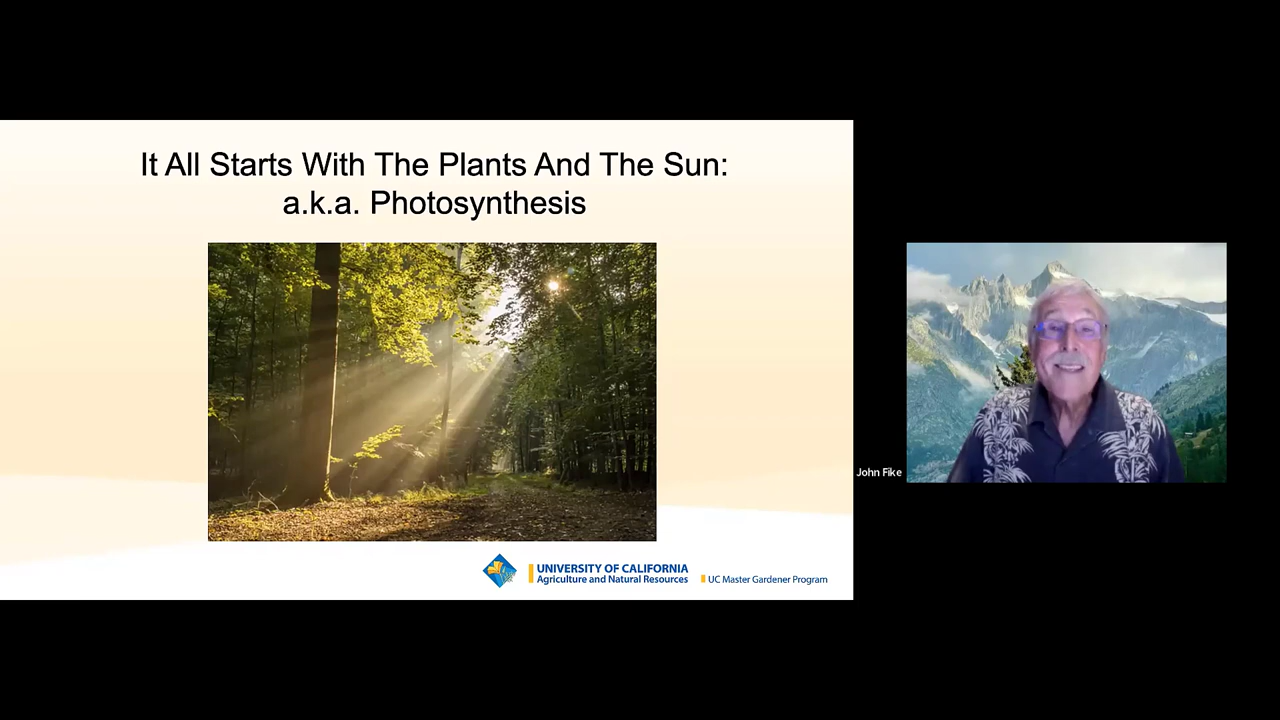 It All Starts With The Plants And The Sun:
a.k.a. Photosynthesis
John Fike
UNIVERSITY OF CALIFORNIA
Agriculture and Natural Resources
UC Master Gardener Program